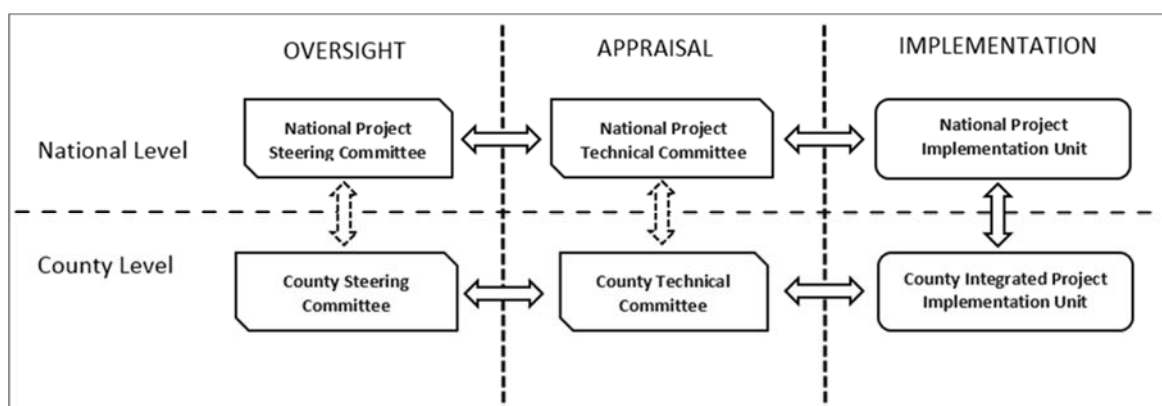 OVERSIGHT
APPRAISAL
IMPLEMENTATION
National Level
National Project
Steering Committee
National Project
Technical Committee
National Project
Implementation Unit
County Level
County Steering
Committee
County Technical
Committee
County Integrated Project
Implementation Unit